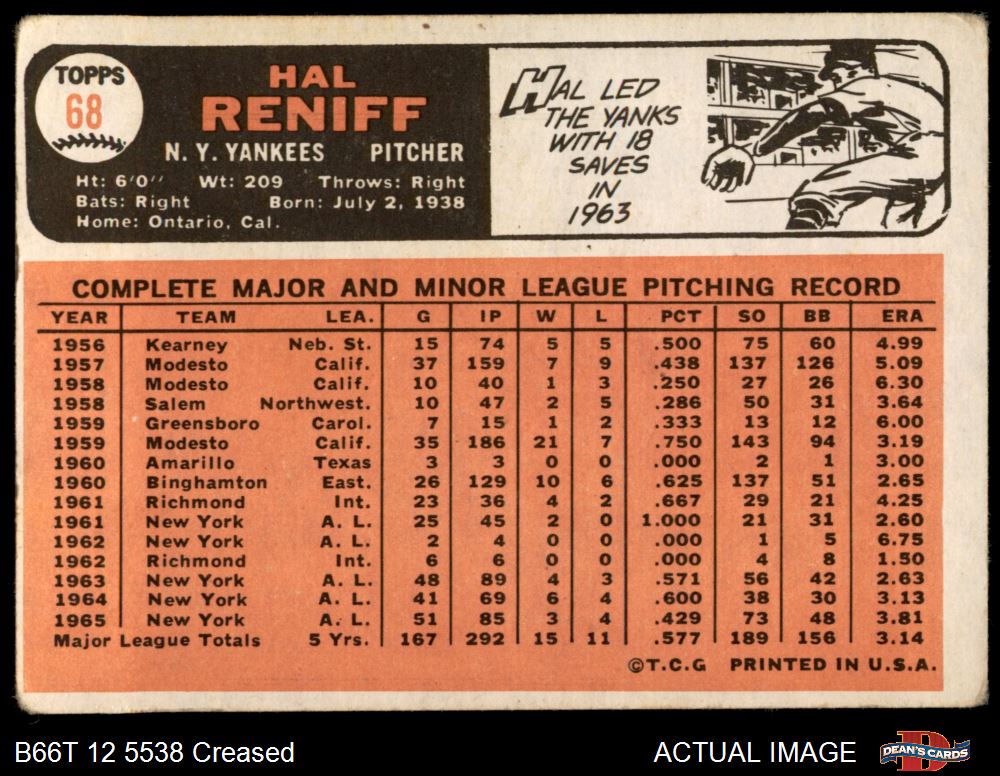 TOPPS
68
HAL
RENIFF
N. Y. YANKEES PITCHER
Ht: 6'0'' Wt: 209 Throws: Right
Bats: Right Born: July 2, 1938
Home: Ontario, Cal.
HAL LED
THE YANKS
WITH 18
SAVES
IN
1963
COMPLETE MAJOR AND MINOR LEAGUE PITCHING RECORD
YEAR TEAM LEA. G IP W L PCT SO BB ERA
1956 Kearney Neb. St. 15 74 5 5 .500 75 60 4.99
1957 Modesto Calif. 37 159 7 9 .438 137 126 5.09
1958 Modesto Calif. 10 40 1 3 .250 27 26 6.30
1958 Salem Northwest. 10 47 2 5 .286 50 31 3.64
1959 Greensboro Carol. 7 15 1 2 .333 13 12 6.00
1959 Modesto Calif. 35 186 21 7 .750 143 94 3.19
1960 Amarillo Texas 3 3 0 0 .000 2 1 3.00
1960 Binghamton East. 26 129 10 6 .625 137 51 2.65
1961 Richmond Int. 23 36 4 2 .667 29 21 4.25
1961 New York A. L. 25 45 2 0 1.000 21 31 2.60
1962 New York A. L. 2 4 0 0 .000 1 5 6.75
1962 Richmond Int. 6 6 0 0 .000 4 8 1.50
1963 New York A. L. 48 89 4 3 .571 56 42 2.63
1964 New York A. L. 41 69 6 4 .600 38 30 3.13
1965 New York A. L. 51 85 3 4 .429 73 48 3.81
Major League Totals 5 Yrs. 167 292 15 11 .577 189 156 3.14
©T.C.G PRINTED IN U.S.A.
B66T 12 5538 Creased
ACTUAL IMAGE
DEAN'S CARDS